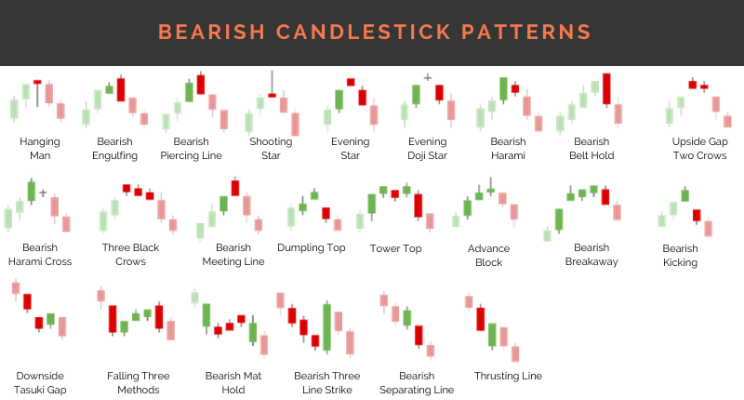 BEARISH CANDLESTICK PATTERNS
Hanging
Man
Bearish
Engulfing
Bearish
Piercing Line
Shooting
Star
Evening
Star
Evening
Doji Star
Bearish
Harami
Bearish
Belt Hold
Upside Gap
Two Crows
Bearish
Harami Cross
Three Black
Crows
Bearish
Meeting Line
Dumpling Top
Tower Top
Advance
Block
Bearish
Breakaway
Bearish
Kicking
Downside
Tasuki Gap
Falling Three
Methods
Bearish Mat
Hold
Bearish Three
Line Strike
Bearish
Separating Line
Thrusting Line